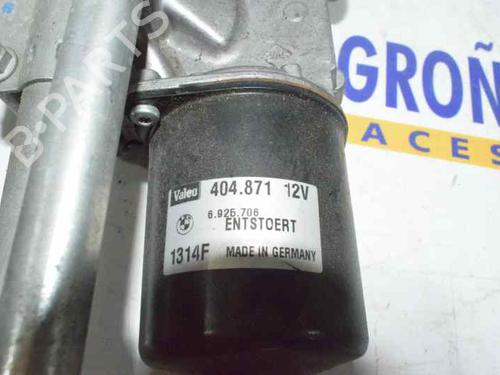 B-PARTS
GROÑ
ACES
Valeo 404.871 12V
6.925.706
ENTSTOERT
1314F MADE IN GERMANY